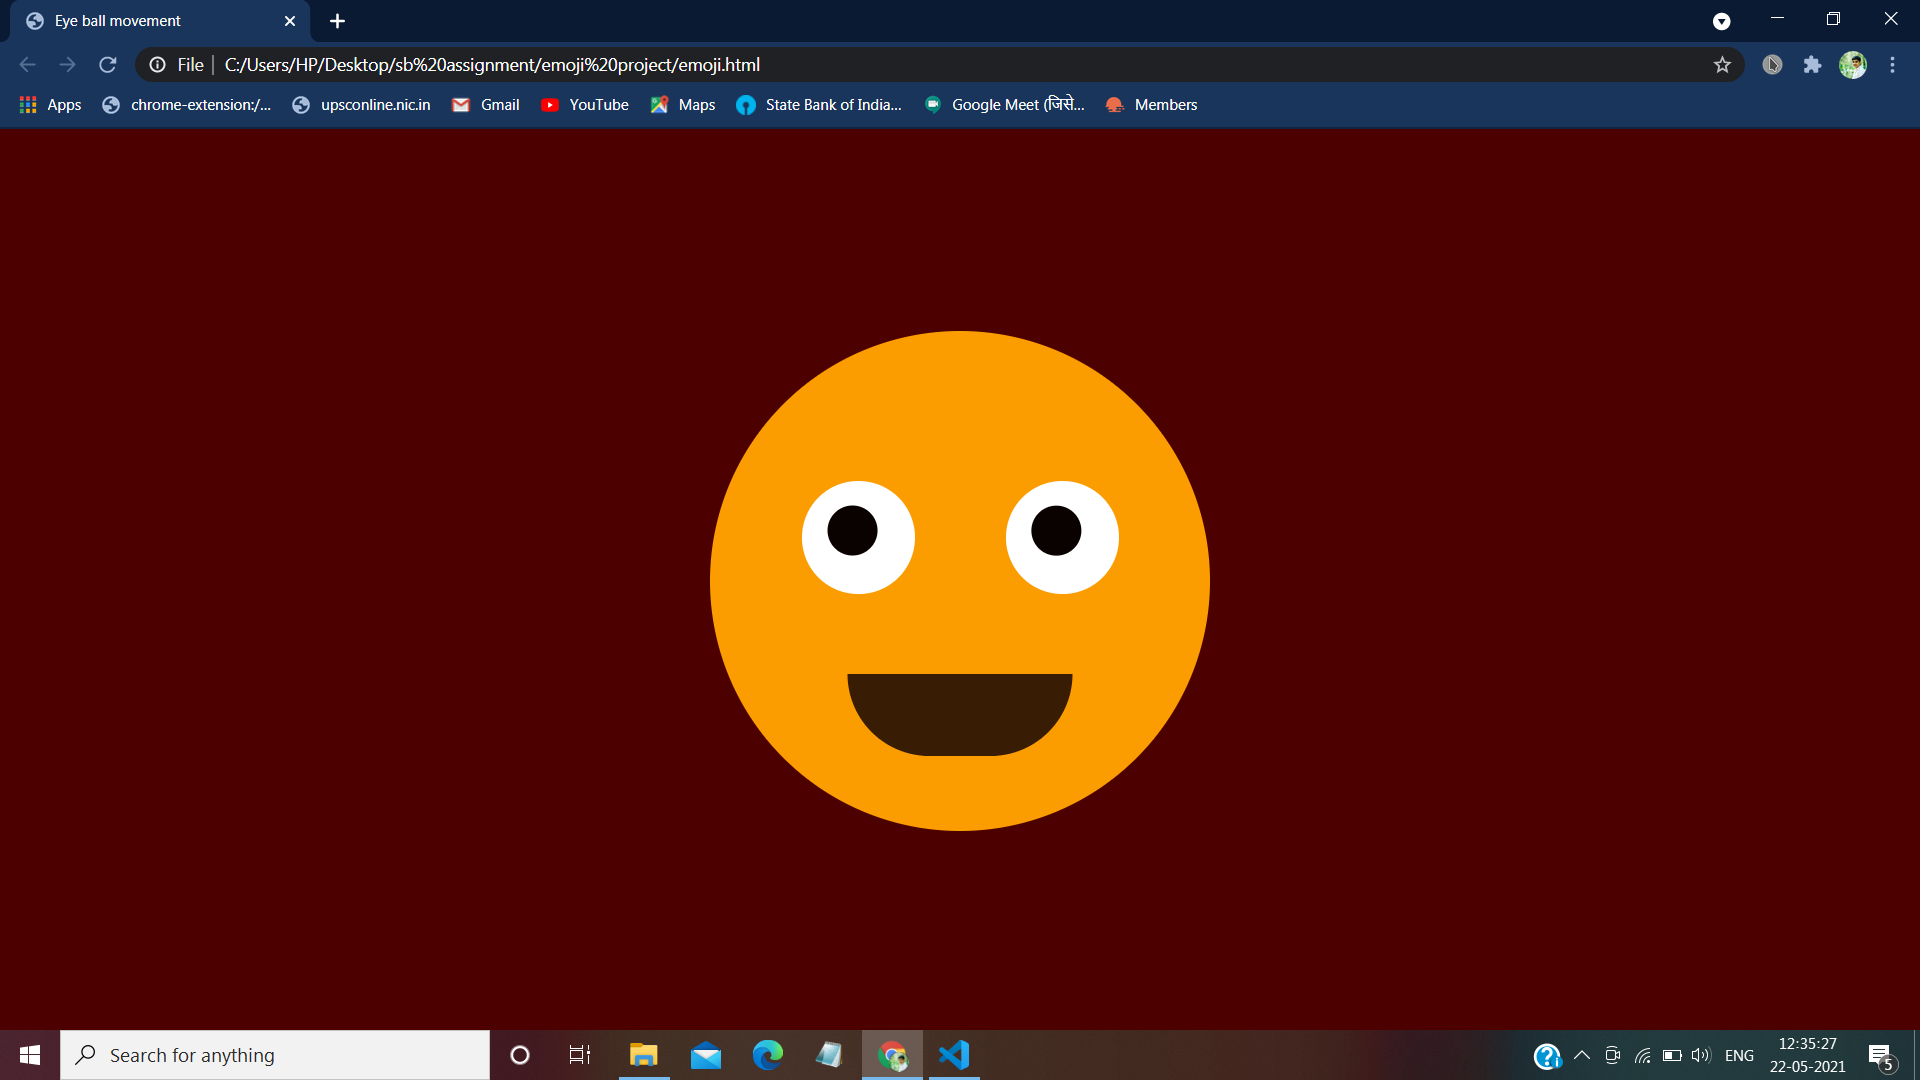 Eye ball movement
File
C:/Users/HP/Desktop/sb%20assignment/emoji%20project/emoji.html
Apps
chrome-extension:/...
upsconline.nic.in
Gmail
YouTube
Maps
State Bank of India...
Google Meet (जिसे...
Members
Search for anything
ENG
12:35:27
22-05-2021
5